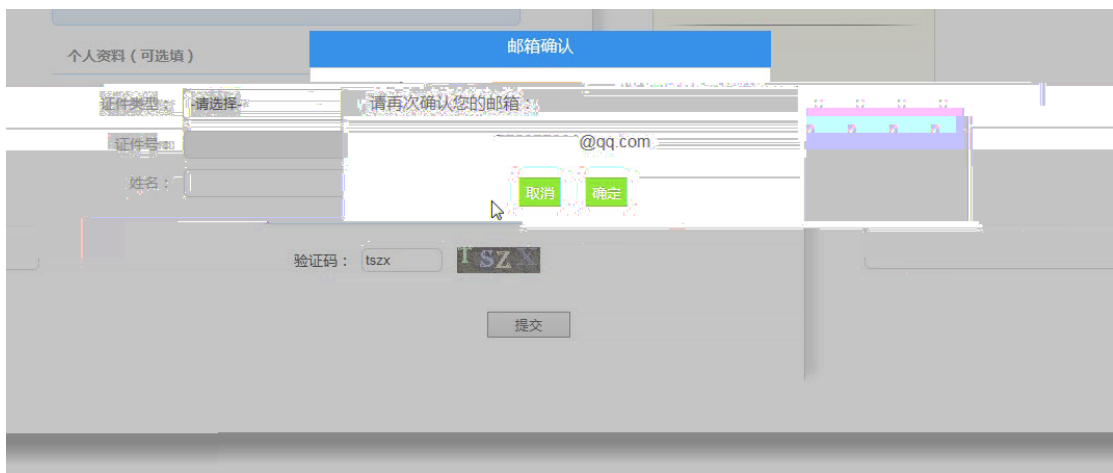 个人资料（可选填）
邮箱确认
证件类型：
-请选择-
请再次确认您的邮箱：
证件号
@qq.com
姓名：
取消
确定
验证码：
tszx
TSZX
提交